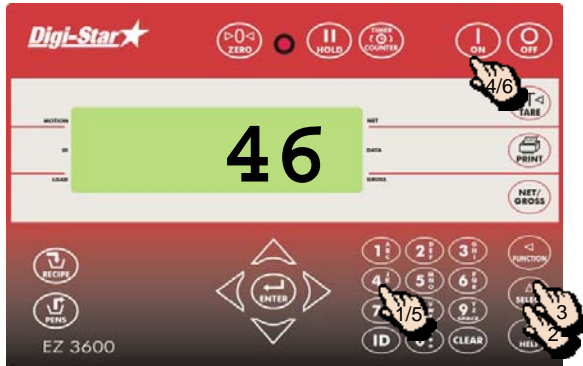 Digi-Star
0
ZERO
HOLD
TIMER
COUNTER
ON
OFF
4/6
T
TARE
MOTION
ID
LOAD
46
NET
DATA
GROSS
PRINT
NET/
GROSS
RECIPE
PENS
ENTER
1 2 3
4 5 6
7 9
SPACE
ID CLEAR
FUNCTION
SELECT
HELP
1/5
3
2
EZ 3600